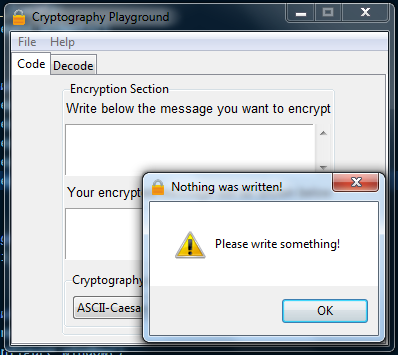 Cryptography Playground
File Help
Code Decode
Encryption Section
Write below the message you want to encrypt
Your encryp
Cryptography
ASCII-Caesa
Nothing was written!
Please write something!
OK